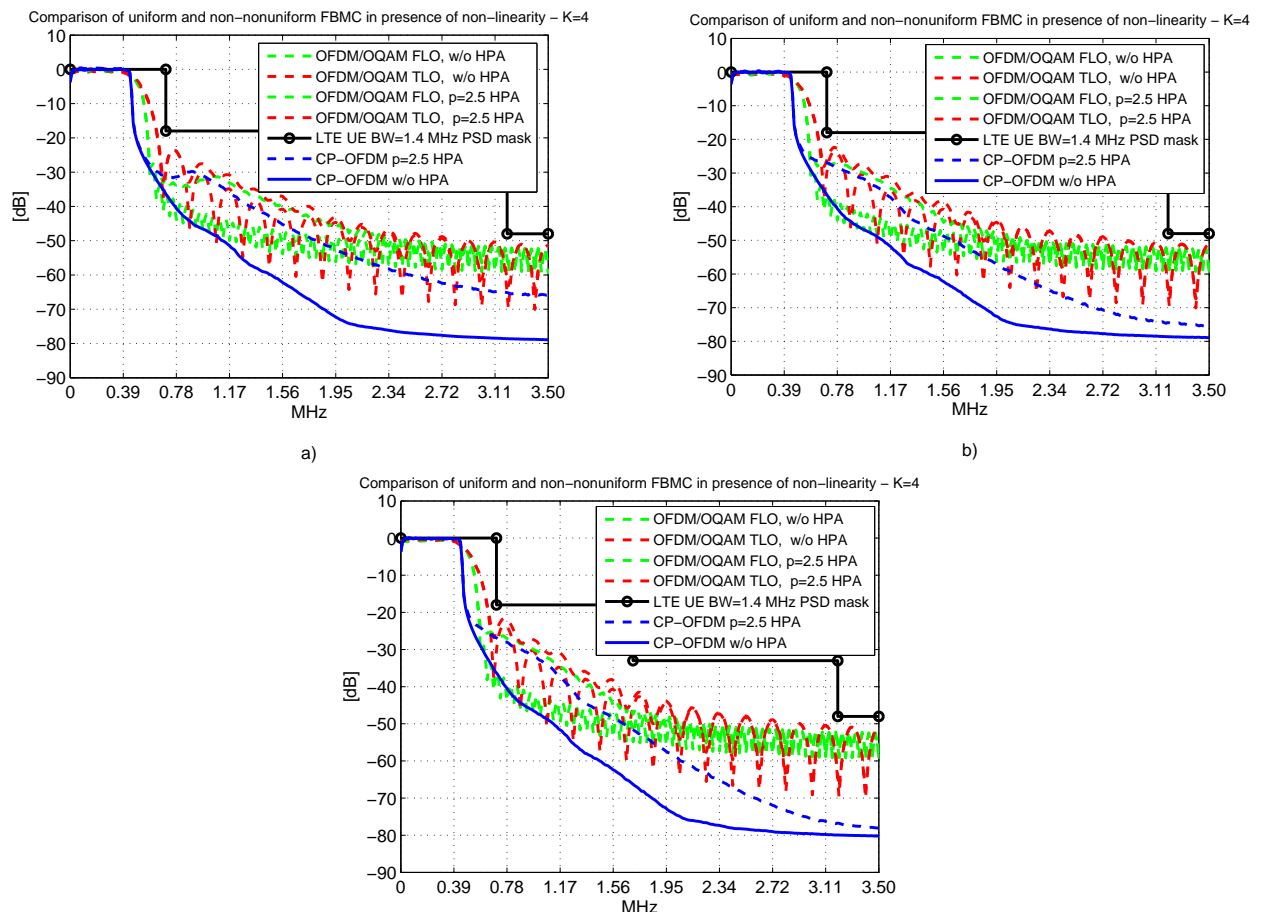 Comparison of uniform and non-nonuniform FBMC in presence of non-linearity – K=4
10
0
−10
−20
−30
−40
−50
−60
−70
−80
−90
[dB]
OFDM/OQAM FLO, w/o HPA
OFDM/OQAM TLO, w/o HPA
OFDM/OQAM FLO, p=2.5 HPA
OFDM/OQAM TLO, p=2.5 HPA
LTE UE BW=1.4 MHz PSD mask
CP−OFDM p=2.5 HPA
CP−OFDM w/o HPA
0 0.39 0.78 1.17 1.56 1.95 2.34 2.72 3.11 3.50
MHz
a)
Comparison of uniform and non-nonuniform FBMC in presence of non-linearity – K=4
10
0
−10
−20
−30
−40
−50
−60
−70
−80
−90
[dB]
OFDM/OQAM FLO, w/o HPA
OFDM/OQAM TLO, w/o HPA
OFDM/OQAM FLO, p=2.5 HPA
OFDM/OQAM TLO, p=2.5 HPA
LTE UE BW=1.4 MHz PSD mask
CP−OFDM p=2.5 HPA
CP−OFDM w/o HPA
0 0.39 0.78 1.17 1.56 1.95 2.34 2.72 3.11 3.50
MHz
b)
Comparison of uniform and non-nonuniform FBMC in presence of non-linearity – K=4
10
0
−10
−20
−30
−40
−50
−60
−70
−80
−90
[dB]
OFDM/OQAM FLO, w/o HPA
OFDM/OQAM TLO, w/o HPA
OFDM/OQAM FLO, p=2.5 HPA
OFDM/OQAM TLO, p=2.5 HPA
LTE UE BW=1.4 MHz PSD mask
CP−OFDM p=2.5 HPA
CP−OFDM w/o HPA
0 0.39 0.78 1.17 1.56 1.95 2.34 2.72 3.11 3.50
MHz